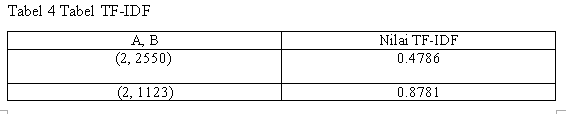 Tabel 4 Tabel TF-IDF
A, B Nilai TF-IDF
(2, 2550) 0.4786
(2, 1123) 0.8781